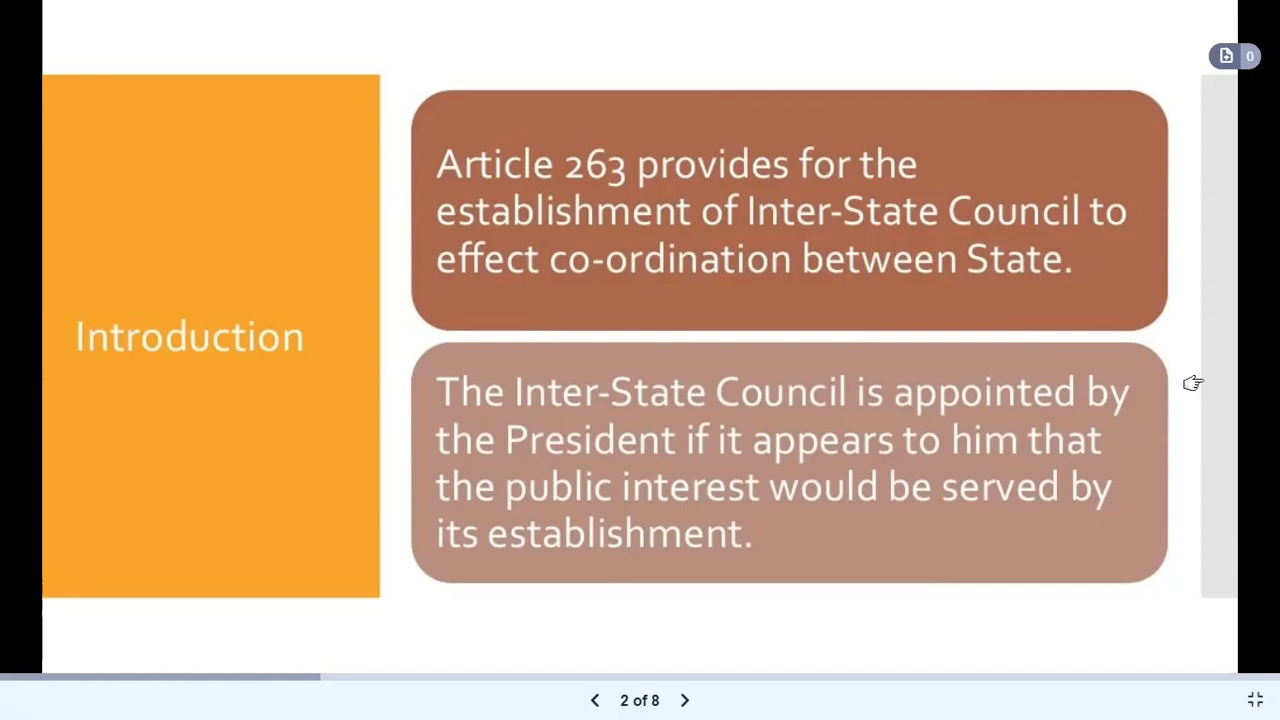 0
Introduction
Article 263 provides for the
establishment of Inter-State Council to
effect co-ordination between State.
The Inter-State Council is appointed by
the President if it appears to him that
the public interest would be served by
its establishment.
2 of 8